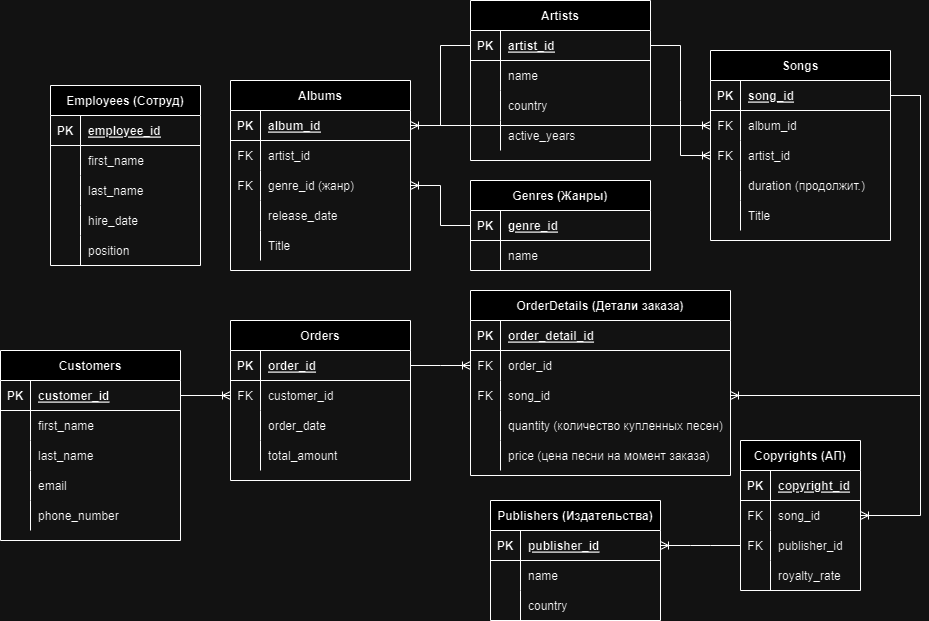 Artists
PK artist_id
name
country
active_years
Songs
PK song_id
FK album_id
FK artist_id
duration (продолжит.)
Title
Employees (Сотруд)
PK employee_id
first_name
last_name
hire_date
position
Albums
PK album_id
FK artist_id
FK genre_id (жанр)
release_date
Title
Genres (Жанры)
PK genre_id
name
OrderDetails (Детали заказа)
PK order_detail_id
FK order_id
FK song_id
quantity (количество купленных песен)
price (цена песни на момент заказа)
Orders
PK order_id
FK customer_id
order_date
total_amount
Customers
PK customer_id
first_name
last_name
email
phone_number
Copyrights (АП)
PK copyright_id
FK song_id
FK publisher_id
royalty_rate
Publishers (Издательства)
PK publisher_id
name
country